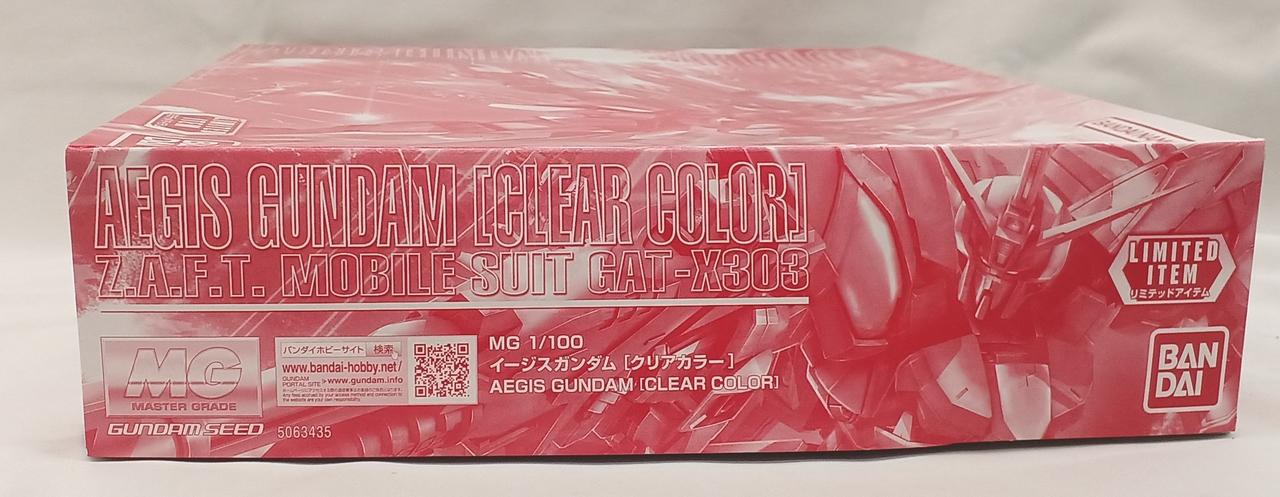 AEGIS GUNDAM [CLEAR COLOR]
Z.A.F.T. MOBILE SUIT GAT-X303
MG
MASTER GRADE
GUNDAM SEED
5063435
バンダイホビーサイト 検索
www.bandai-hobby.net/
GUNDAM
PORTAL SITE >www.gundam.info
MG 1/100
イージスガンダム [クリアカラー]
AEGIS GUNDAM [CLEAR COLOR]
LIMITED
ITEM
リミテッドアイテム
BAN
DAI